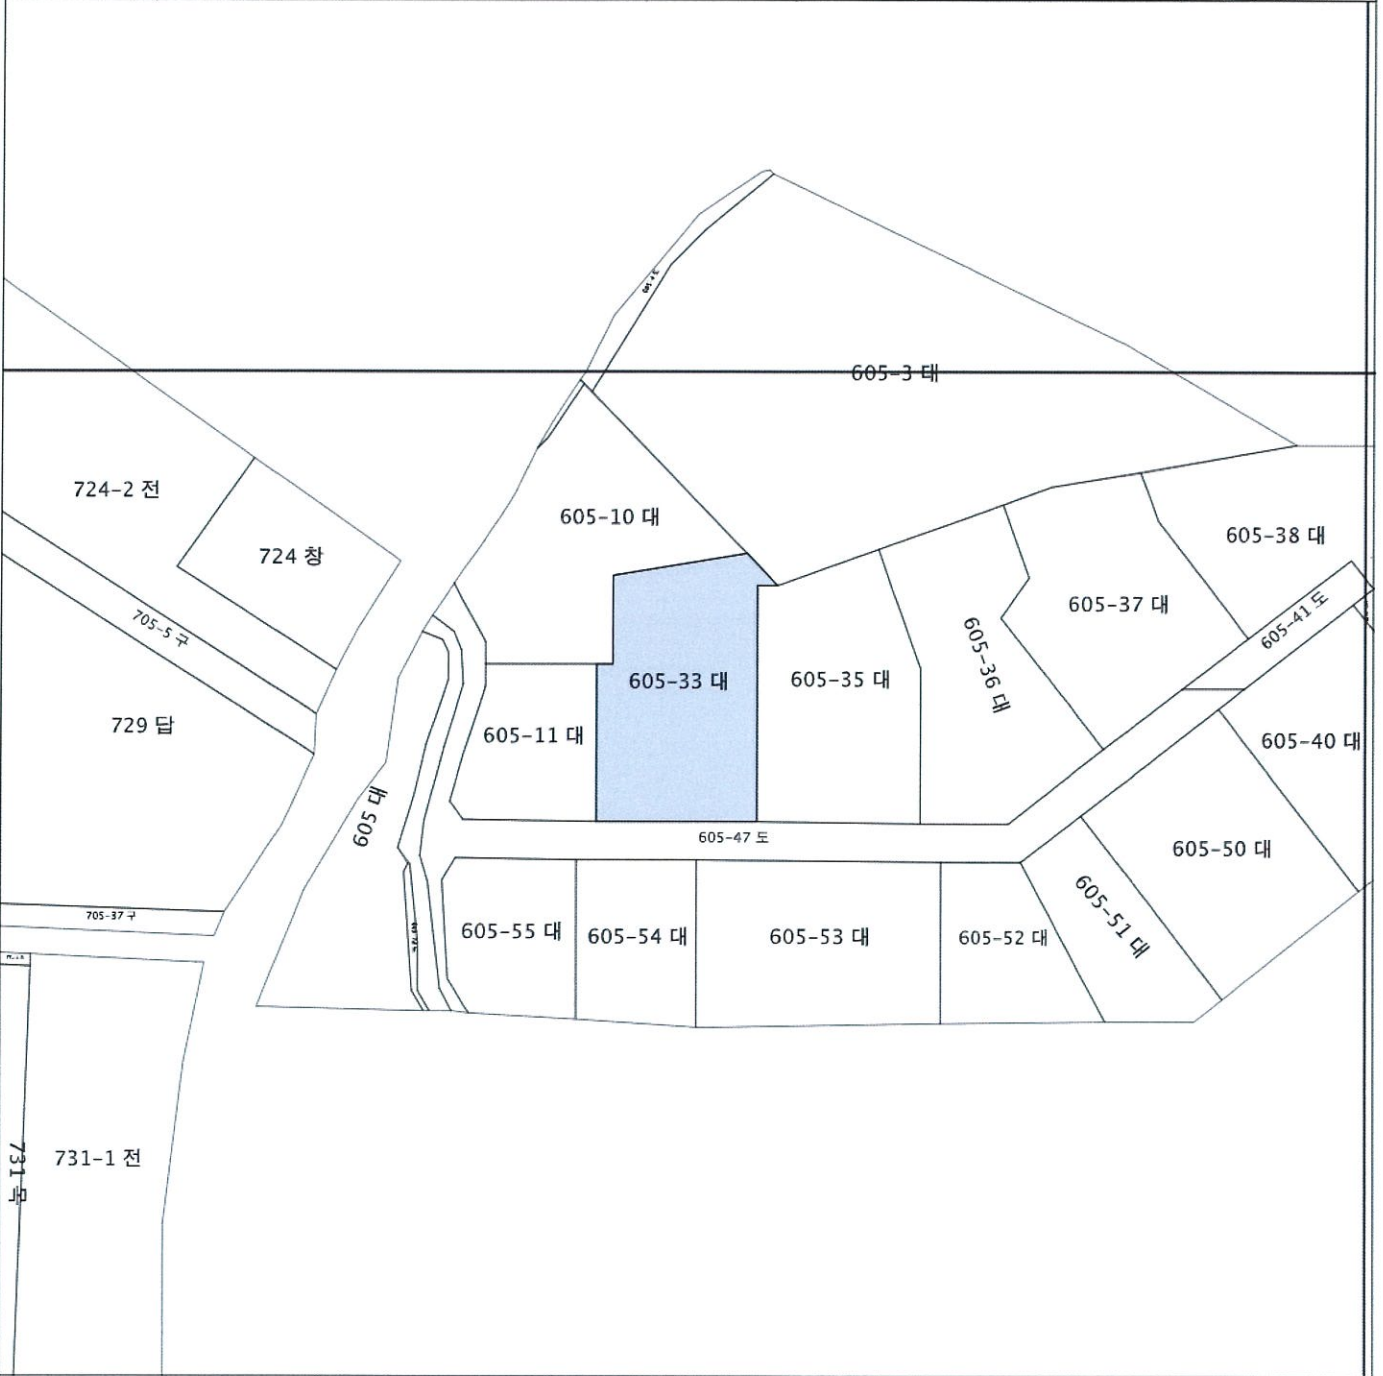 605-3 대
724-2 전
605-10 대
605-38 대
724 창
605-37 대
605-41 도
705-5 구
605-36 대
605-33 대
605-35 대
729 답
605-11 대
605-40 대
605 대
605-47 도
605-50 대
605-51 대
705-37 구
605-55 대
605-54 대
605-53 대
605-52 대
731-1 전
731 목